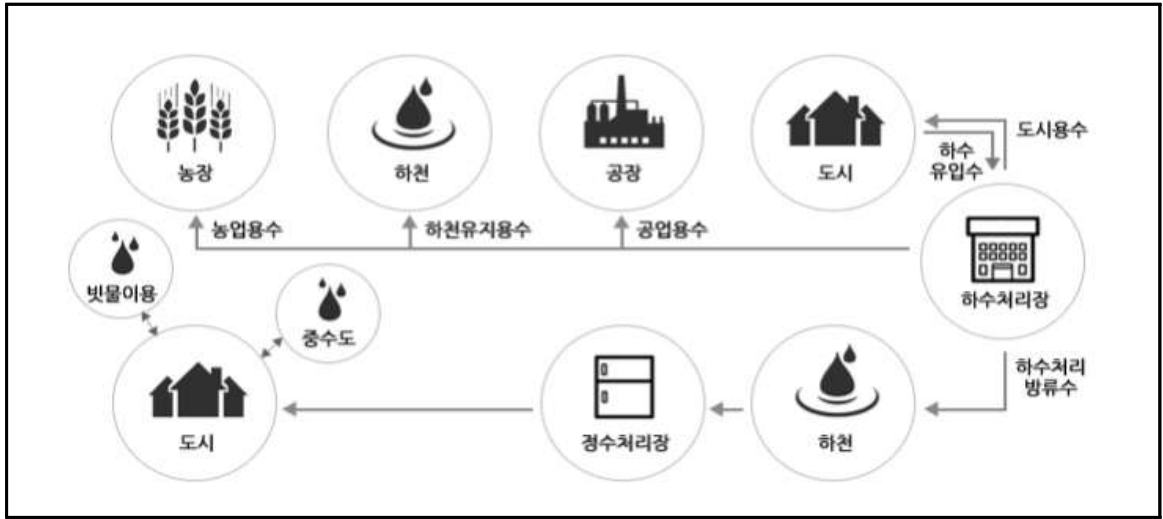 농장
하천
공장
도시
도시용수
하수
유입수
농업용수
하천유지용수
공업용수
하수처리장
빗물이용
중수도
도시
정수처리장
하천
하수처리
방류수